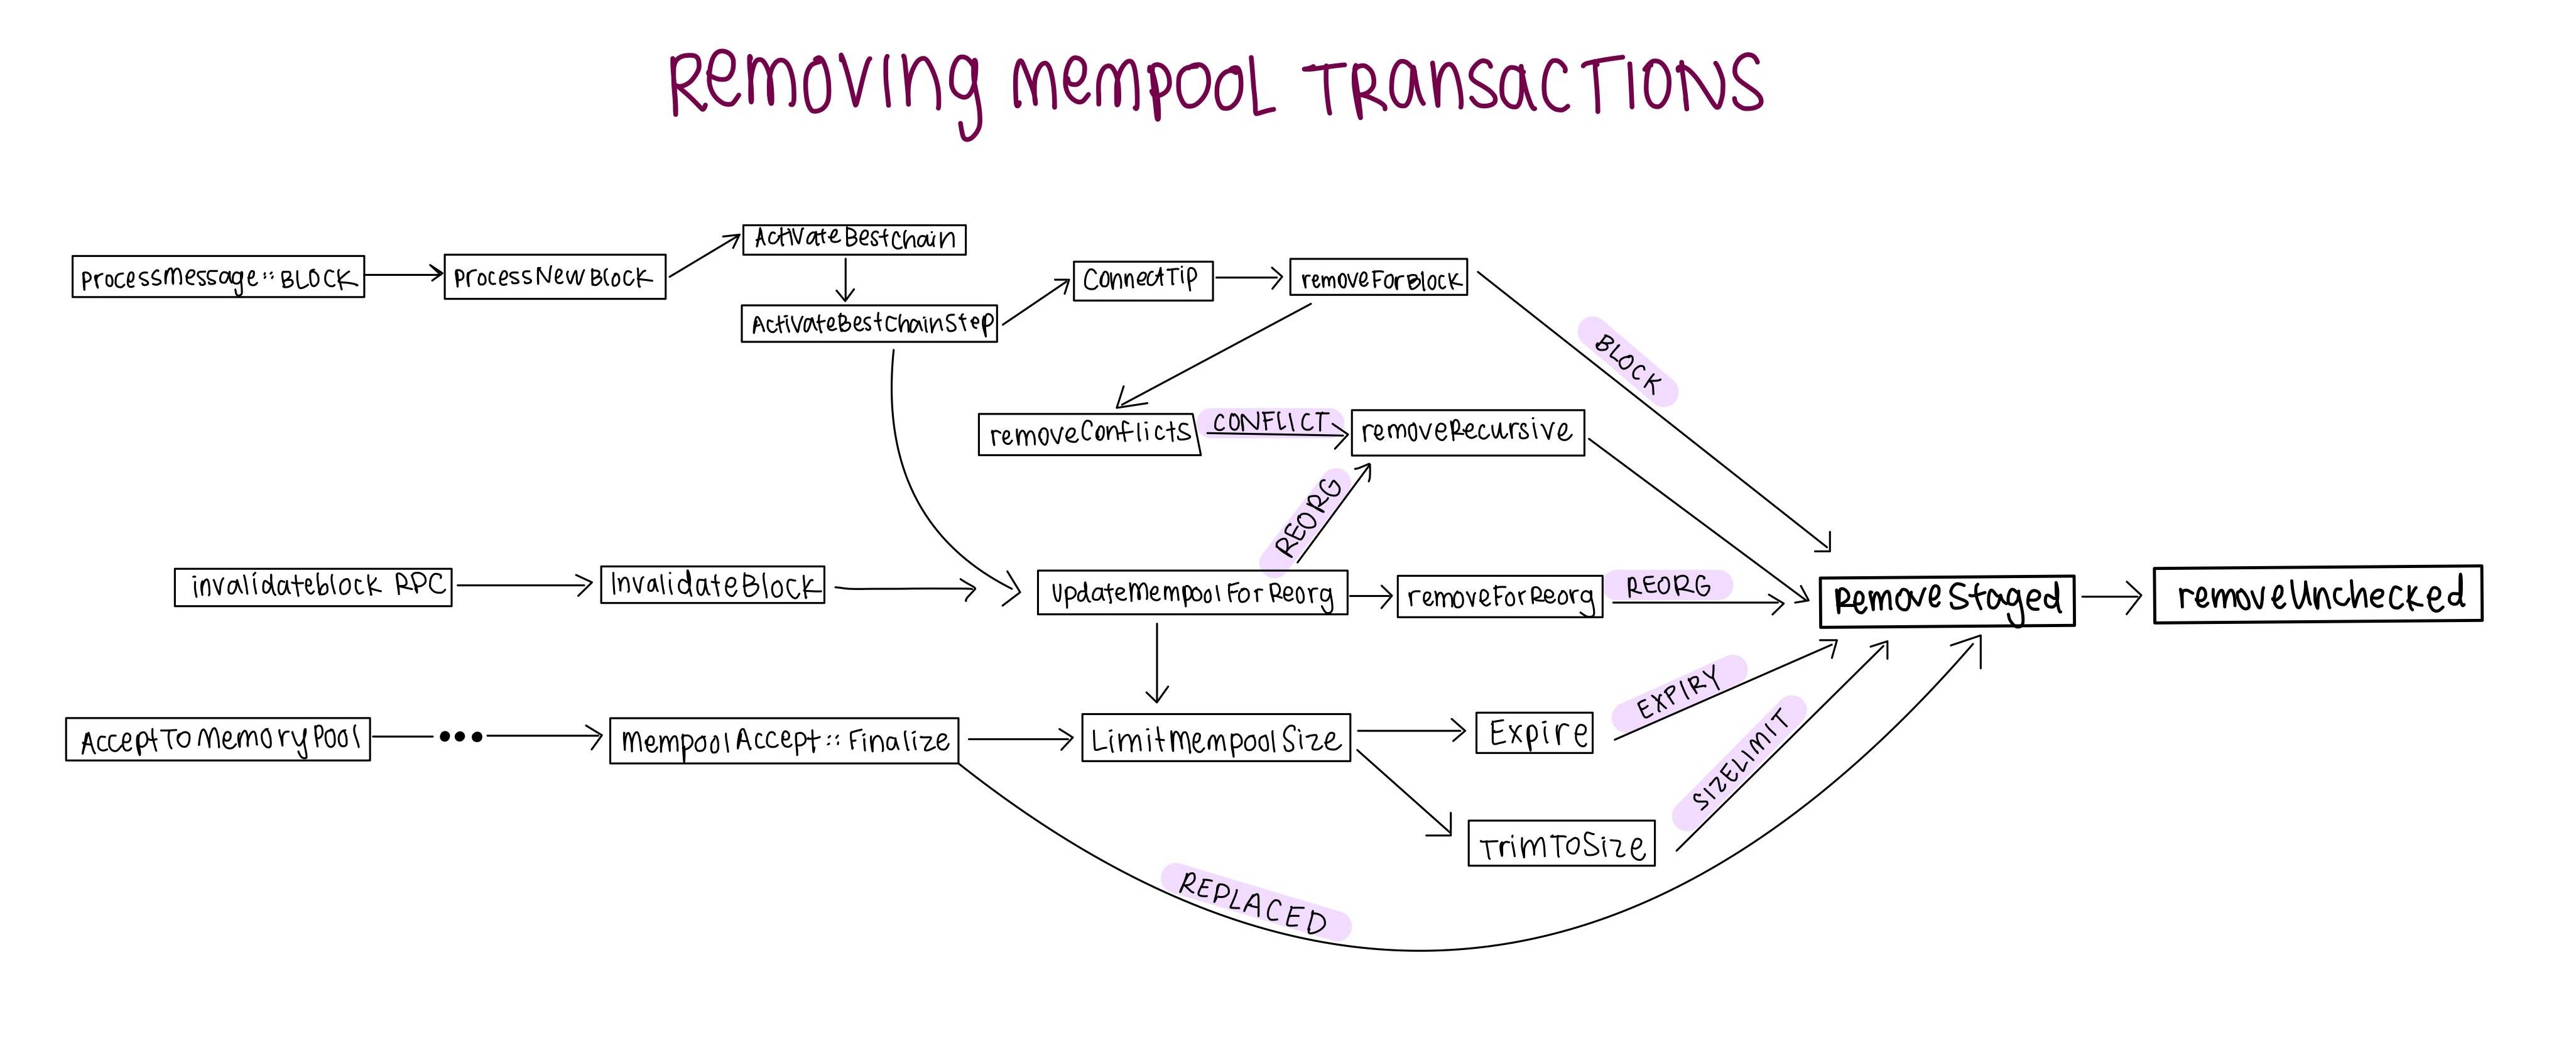 Removing mempool Transactions
ActivateBestChain
ProcessMessage::BLOCK
ProcessNewBlock
ConnectTip
removeForBlock
ActivateBestChainStep
BLOCK
removeConflicts
CONFLICT
removeRecursive
REORG
invalidateblock RPC
InvalidateBlock
UpdateMempoolForReorg
removeForReorg
REORG
RemoveStaged
removeUnchecked
EXPIRY
AcceptToMemoryPool
•••
MempoolAccept::Finalize
LimitMempoolSize
Expire
SIZELIMIT
TrimToSize
REPLACED